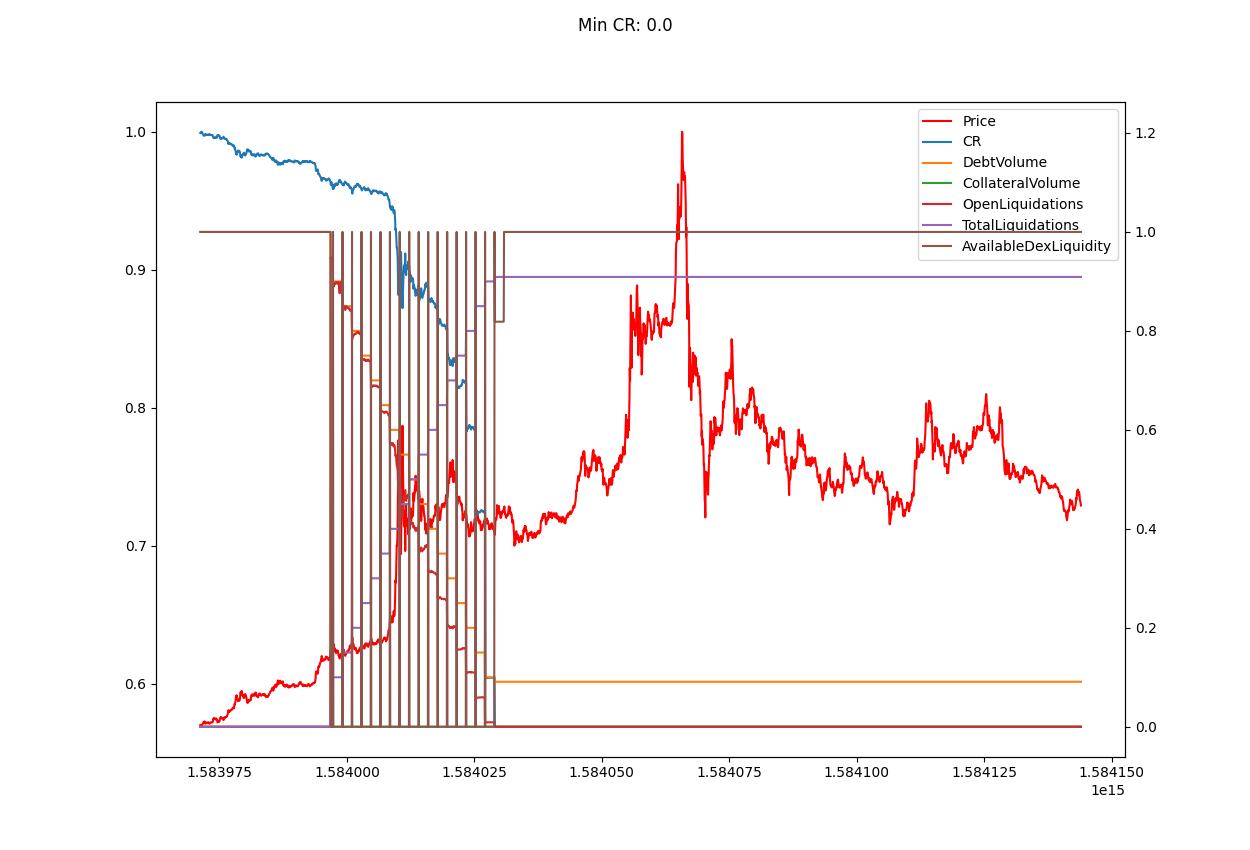 Min CR: 0.0
1.0
0.9
0.8
0.7
0.6
1.2
1.0
0.8
0.6
0.4
0.2
0.0
Price
CR
DebtVolume
CollateralVolume
OpenLiquidations
TotalLiquidations
AvailableDexLiquidity
1.583975 1.584000 1.584025 1.584050 1.584075 1.584100 1.584125 1.584150
1e15